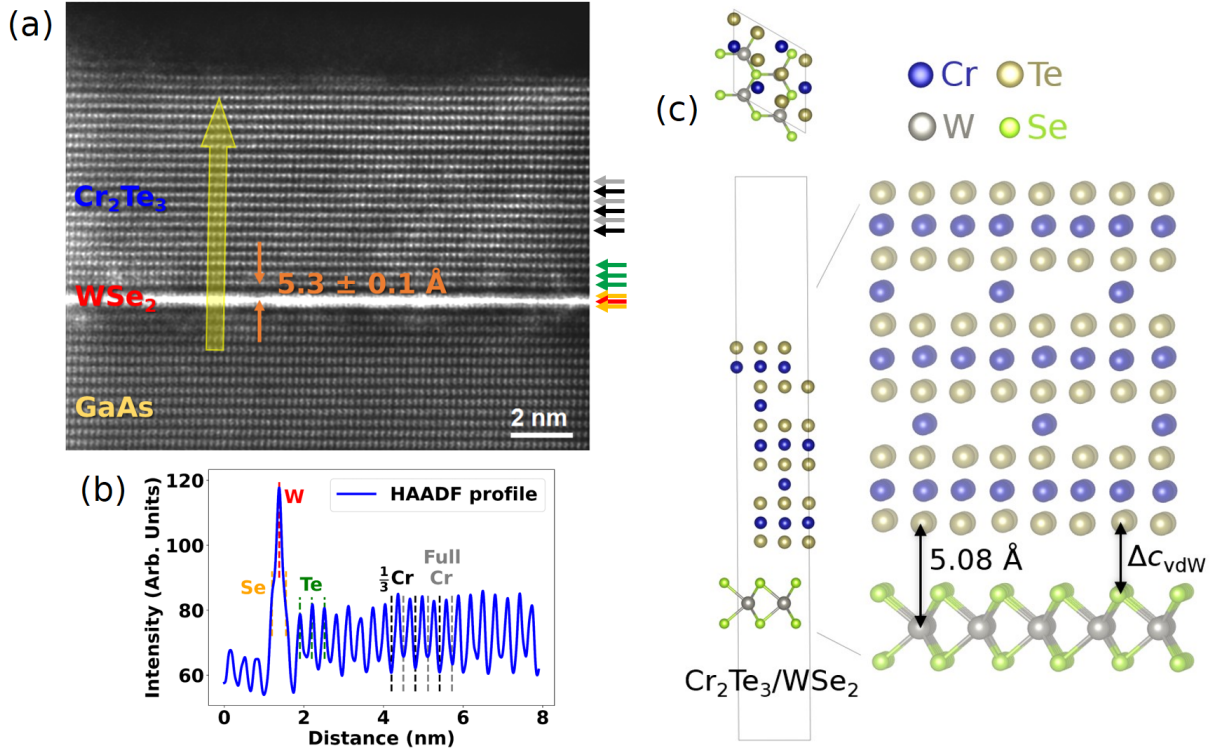 (a)
Cr₂Te₃
5.3 ± 0.1 Å
WSe₂
GaAs
2 nm
(b)
Intensity (Arb. Units)
120
100
80
60
HAADF profile
W
Se
Te
⅓Cr
Full
Cr
0
2
4
6
8
Distance (nm)
(c)
Cr
Te
W
Se
5.08 Å
Δc_vdW
Cr₂Te₃/WSe₂